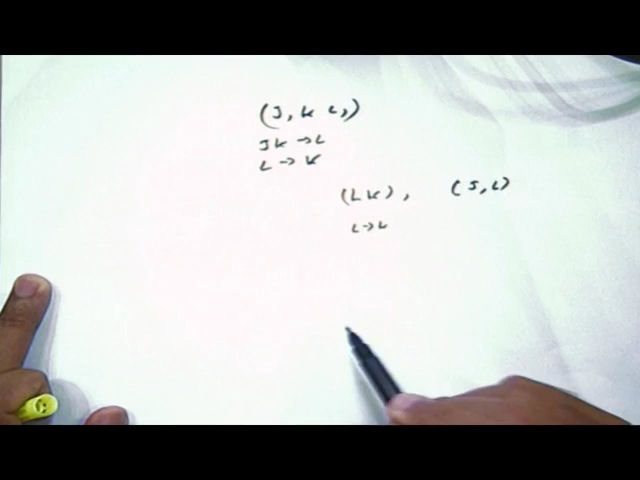 (J, K L,)
JK → L
L → K
(L K), (J, L)
L → K